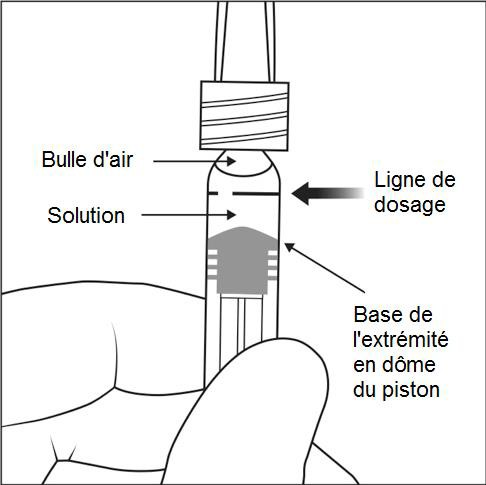 Bulle d'air
Ligne de
dosage
Solution
Base de
l'extrémité
en dôme
du piston